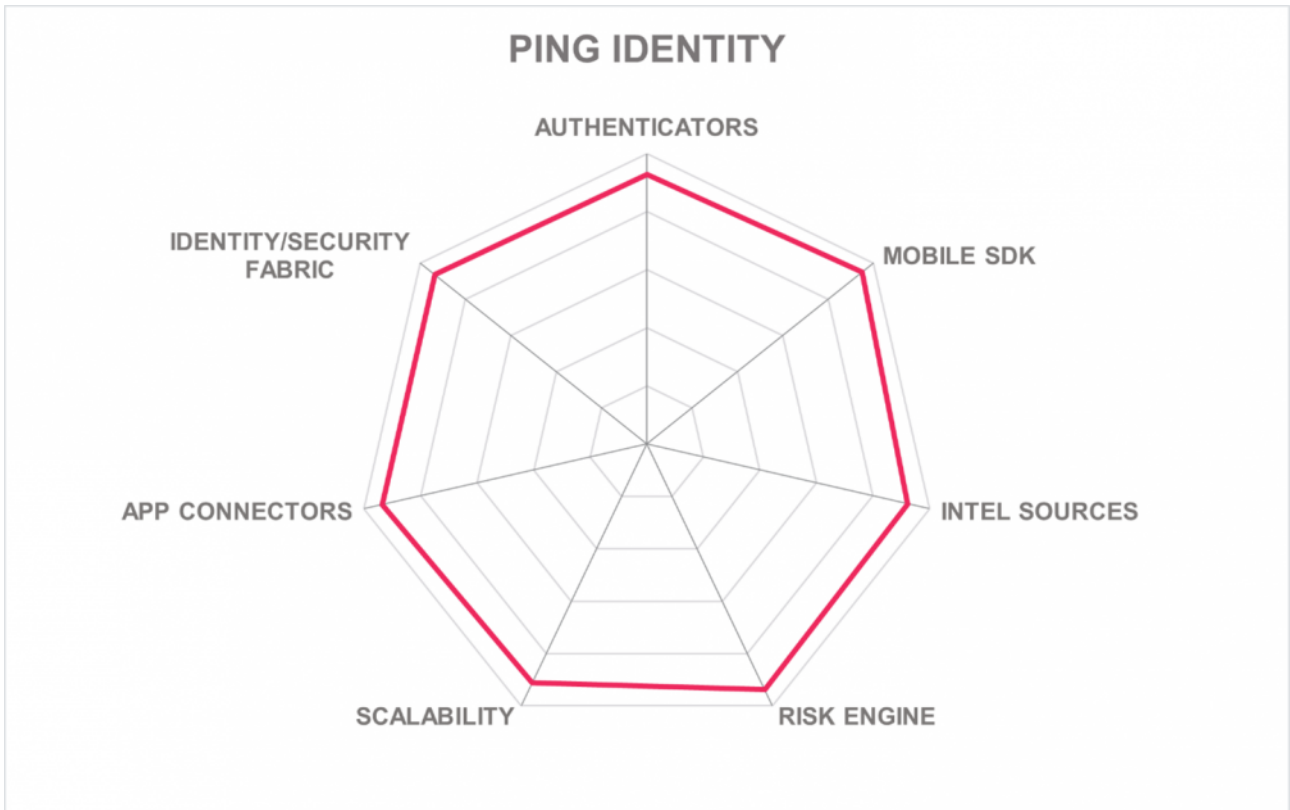 PING IDENTITY
AUTHENTICATORS
IDENTITY/SECURITY
FABRIC
MOBILE SDK
APP CONNECTORS
INTEL SOURCES
SCALABILITY
RISK ENGINE